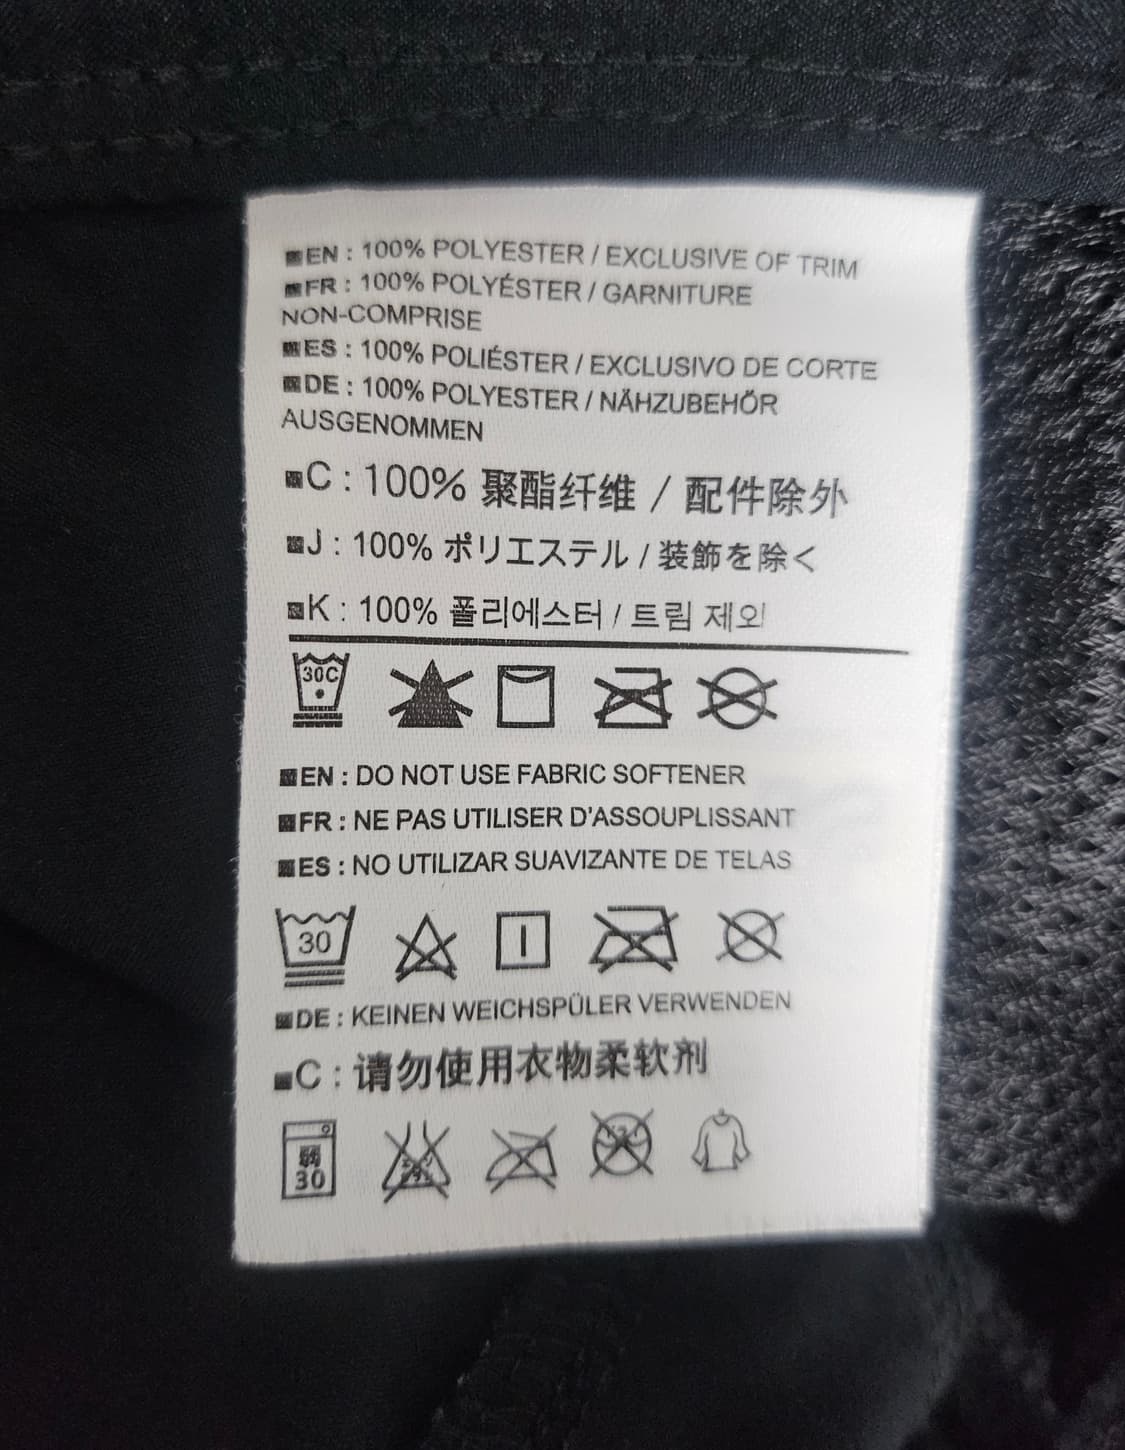 EN : 100% POLYESTER / EXCLUSIVE OF TRIM
FR : 100% POLYÉSTER / GARNITURE
NON-COMPRISE
ES : 100% POLIÉSTER / EXCLUSIVO DE CORTE
DE : 100% POLYESTER / NÄHZUBEHÖR
AUSGENOMMEN
C : 100% 聚酯纤维 / 配件除外
J : 100% ポリエステル / 装飾を除く
K : 100% 폴리에스터 / 트림 제외
30C
EN : DO NOT USE FABRIC SOFTENER
FR : NE PAS UTILISER D'ASSOUPLISSANT
ES : NO UTILIZAR SUAVIZANTE DE TELAS
30
DE : KEINEN WEICHSPÜLER VERWENDEN
C : 请勿使用衣物柔软剂
弱
30